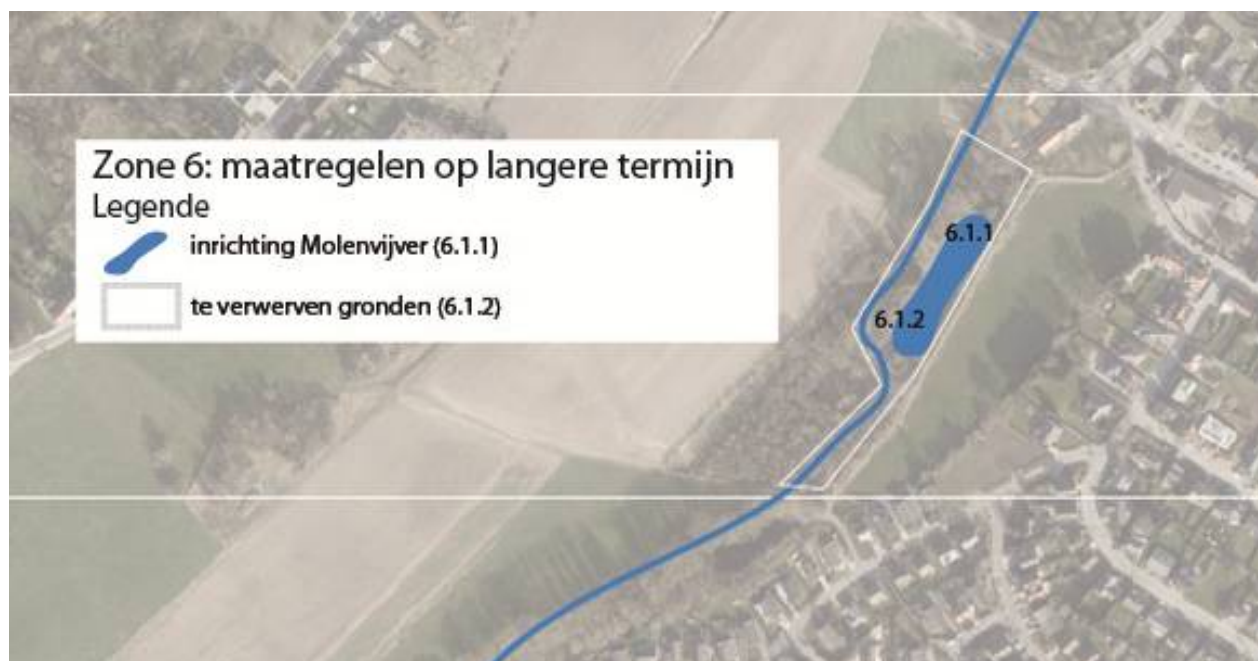 Zone 6: maatregelen op langere termijn
Legende
inrichting Molenvijver (6.1.1)
te verwerven gronden (6.1.2)
6.1.1
6.1.2